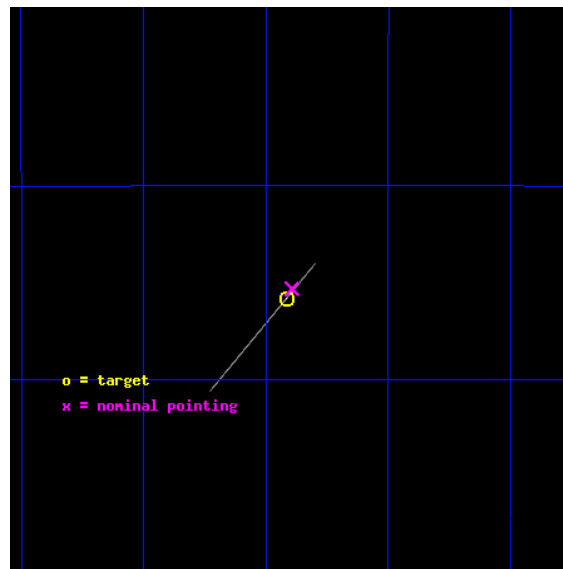 o = target
x = nominal pointing